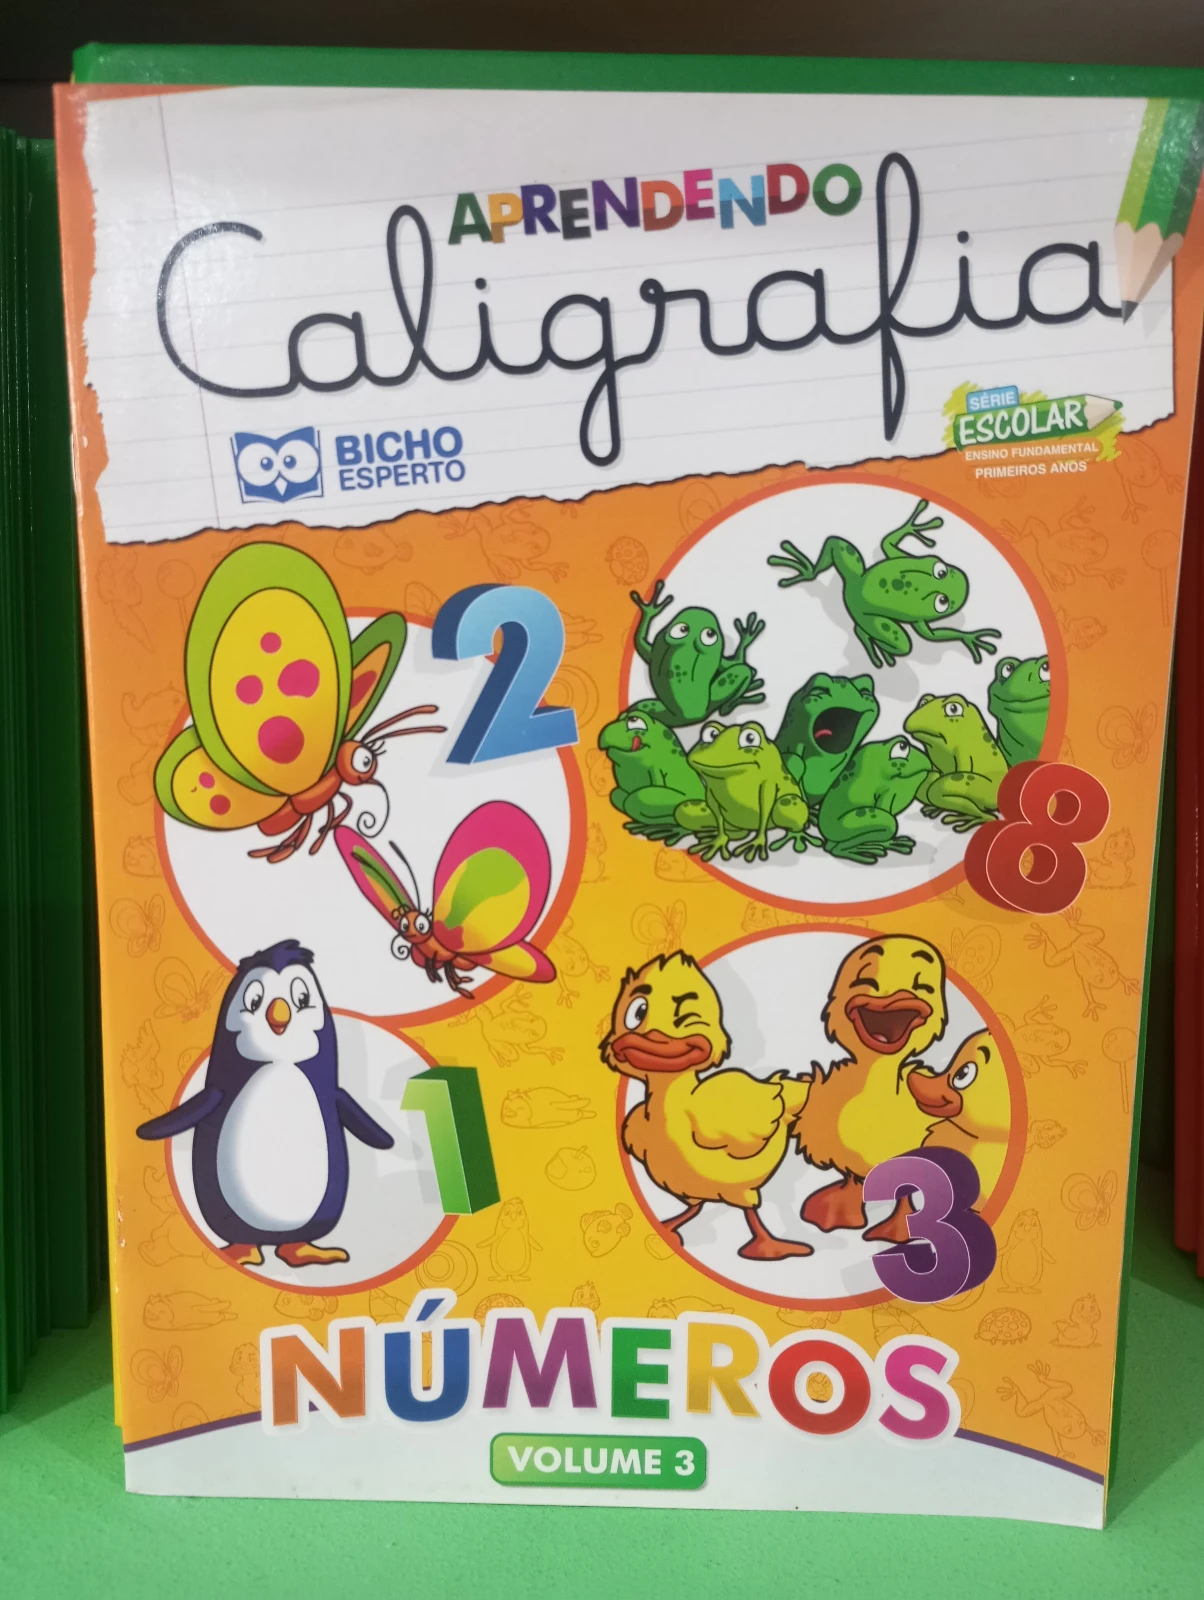 APRENDENDO
Caligrafia
BICHO
ESPERTO
SÉRIE
ESCOLAR
ENSINO FUNDAMENTAL
PRIMEIROS ANOS
2
8
1
3
NÚMEROS
VOLUME 3